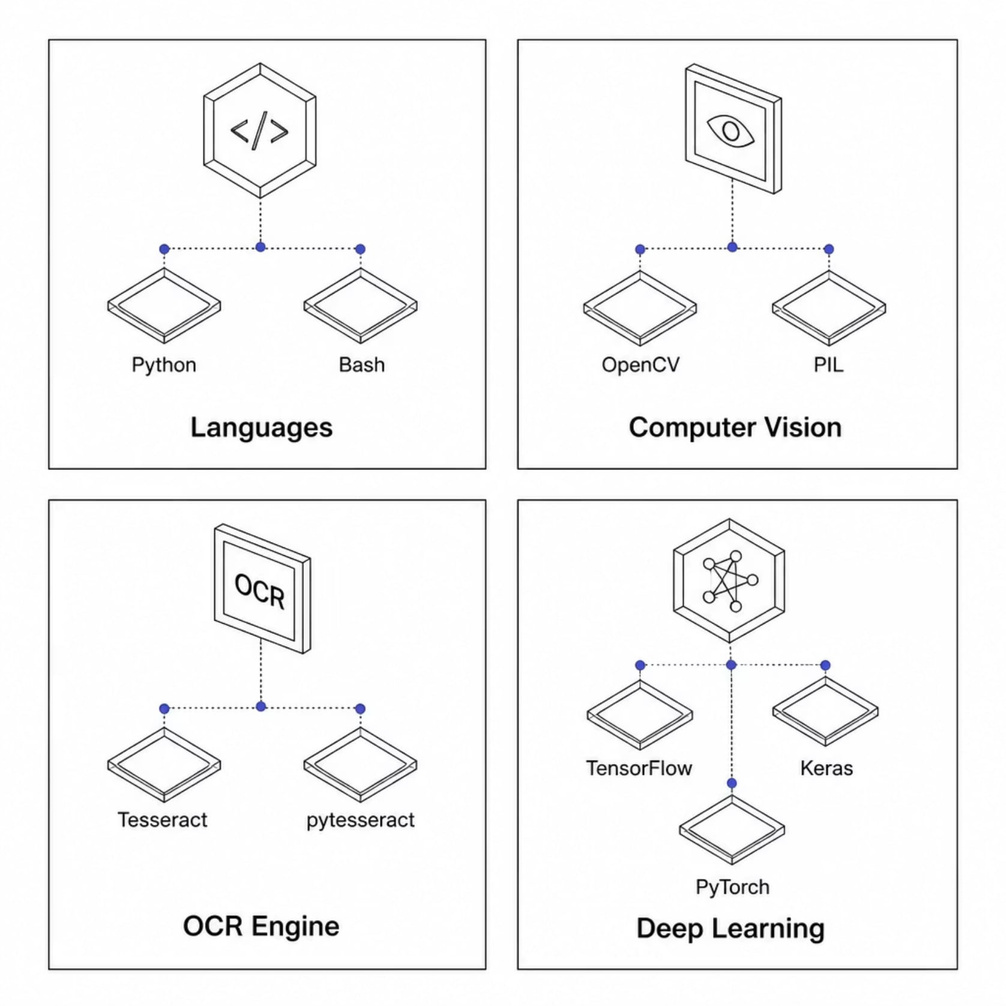 </>
Python
Bash
Languages
OpenCV
PIL
Computer Vision
OCR
Tesseract
pytesseract
OCR Engine
TensorFlow
Keras
PyTorch
Deep Learning